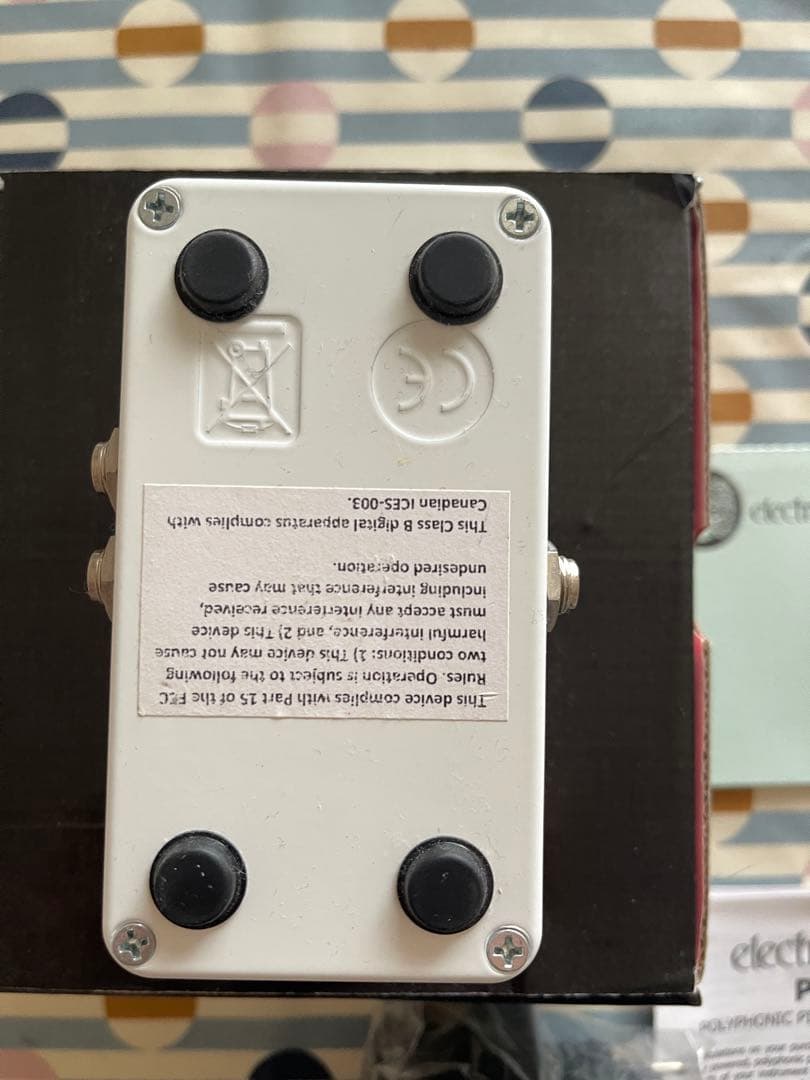 This device complies with Part 15 of the FCC
Rules. Operation is subject to the following
two conditions: 1) This device may not cause
harmful interference, and 2) This device
must accept any interference received,
including interference that may cause
undesired operation.
This Class B digital apparatus complies with
Canadian ICES-003.
CE
electr
elect
P
POLYPHONIC P